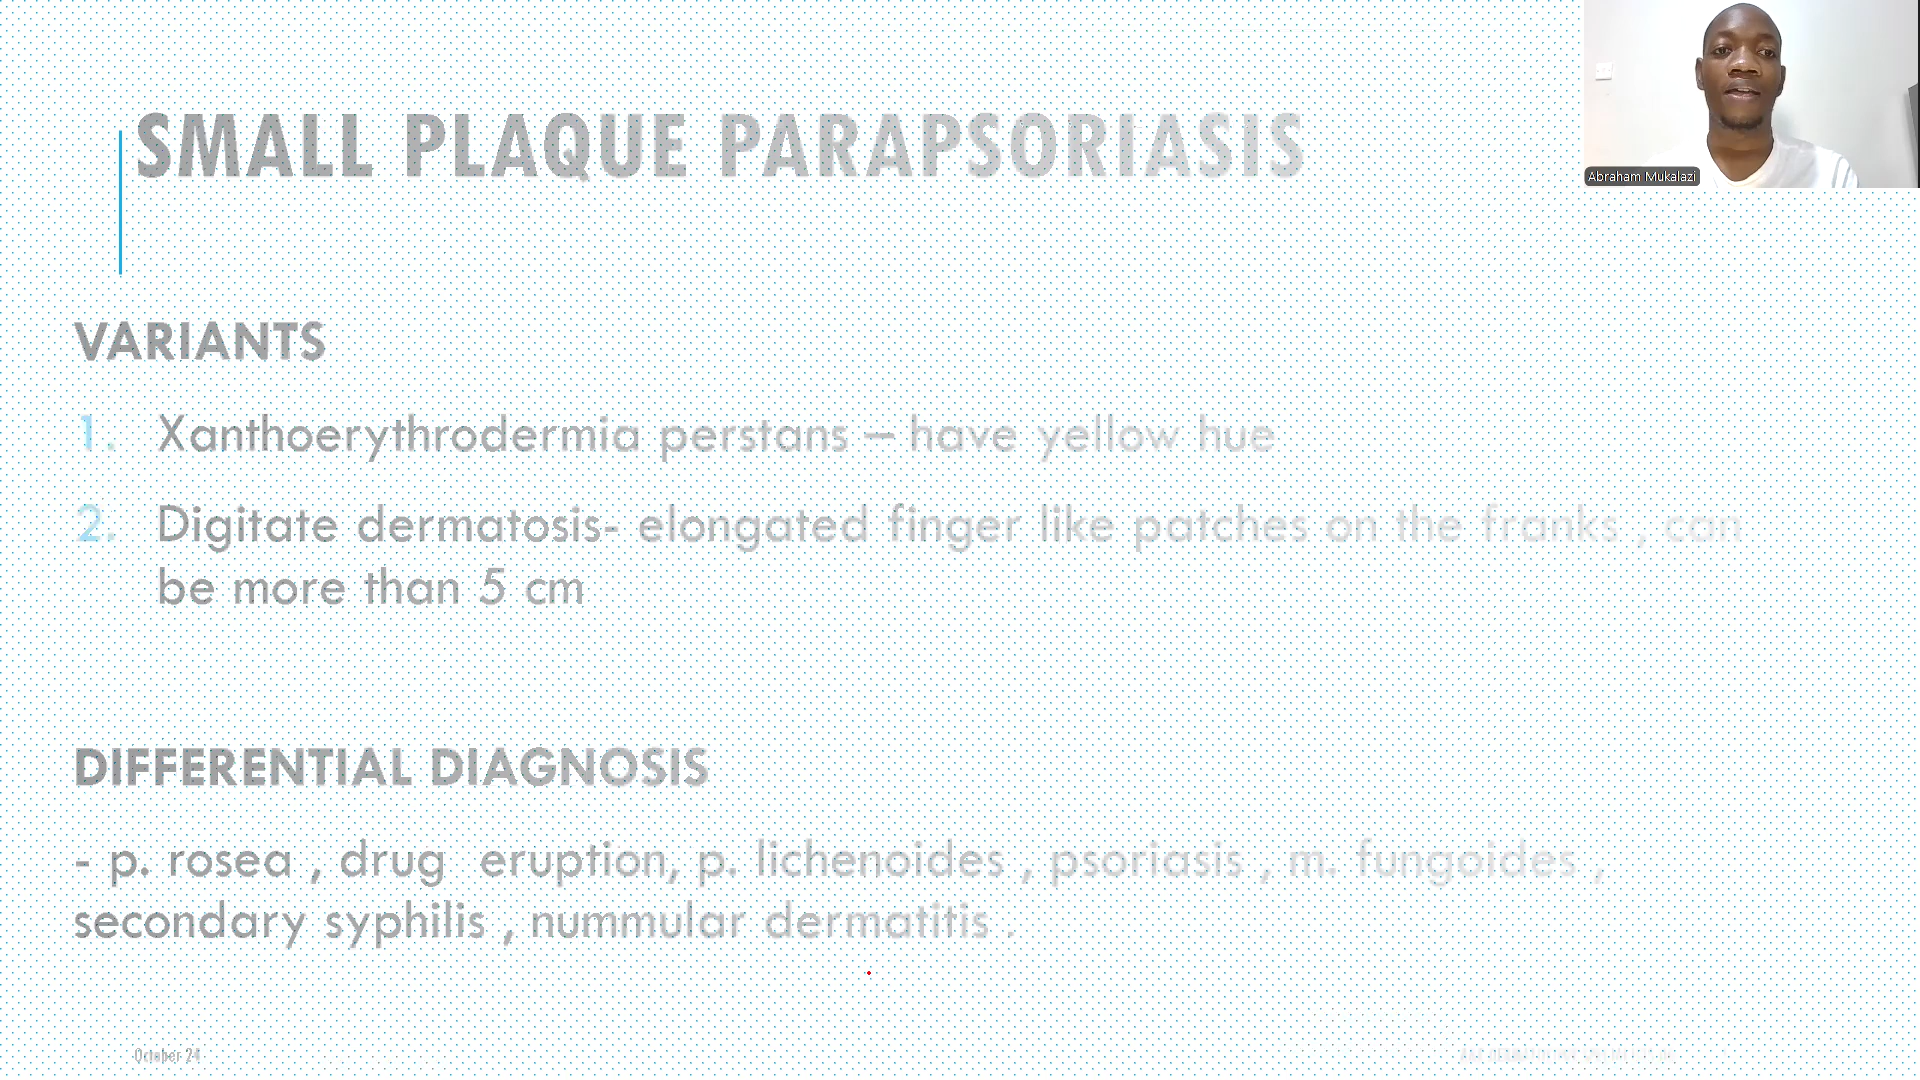 SMALL PLAQUE PARAPSORIASIS
Abraham Mukalazi
VARIANTS
1. Xanthoerythrodermia perstans – have yellow hue
2. Digitate dermatosis- elongated finger like patches on the franks , can
be more than 5 cm
DIFFERENTIAL DIAGNOSIS
- p. rosea , drug eruption, p. lichenoides , psoriasis , m. fungoides ,
secondary syphilis , nummular dermatitis .
October 24